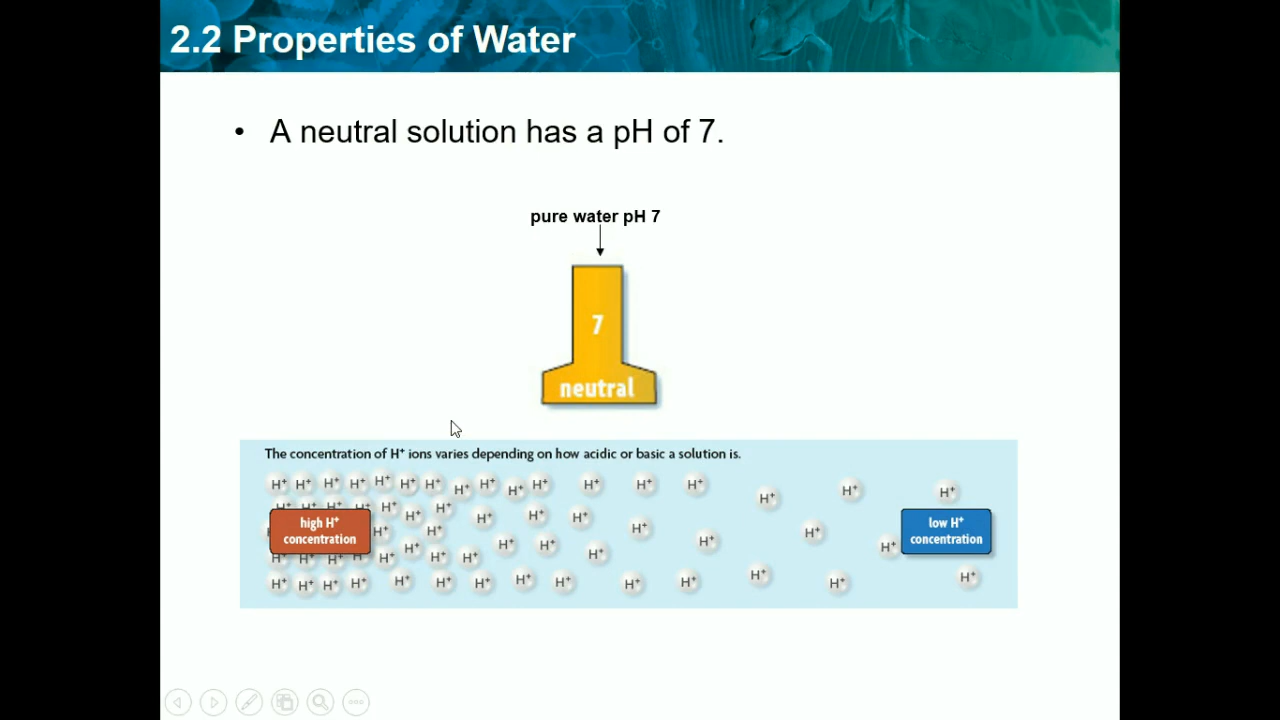 2.2 Properties of Water
• A neutral solution has a pH of 7.
pure water pH 7
7
neutral
The concentration of H⁺ ions varies depending on how acidic or basic a solution is.
H⁺ H⁺ H⁺ H⁺ H⁺ H⁺ H⁺ H⁺ H⁺ H⁺ H⁺ H⁺ H⁺ H⁺ H⁺ H⁺ H⁺
H⁺ H⁺ H⁺ H⁺ H⁺ H⁺ H⁺ H⁺ H⁺ H⁺
high H⁺
concentration
H⁺ H⁺ H⁺ H⁺ H⁺
low H⁺
concentration
H⁺ H⁺ H⁺ H⁺ H⁺ H⁺ H⁺ H⁺ H⁺ H⁺ H⁺
H⁺ H⁺ H⁺ H⁺ H⁺ H⁺ H⁺ H⁺ H⁺ H⁺ H⁺ H⁺ H⁺ H⁺